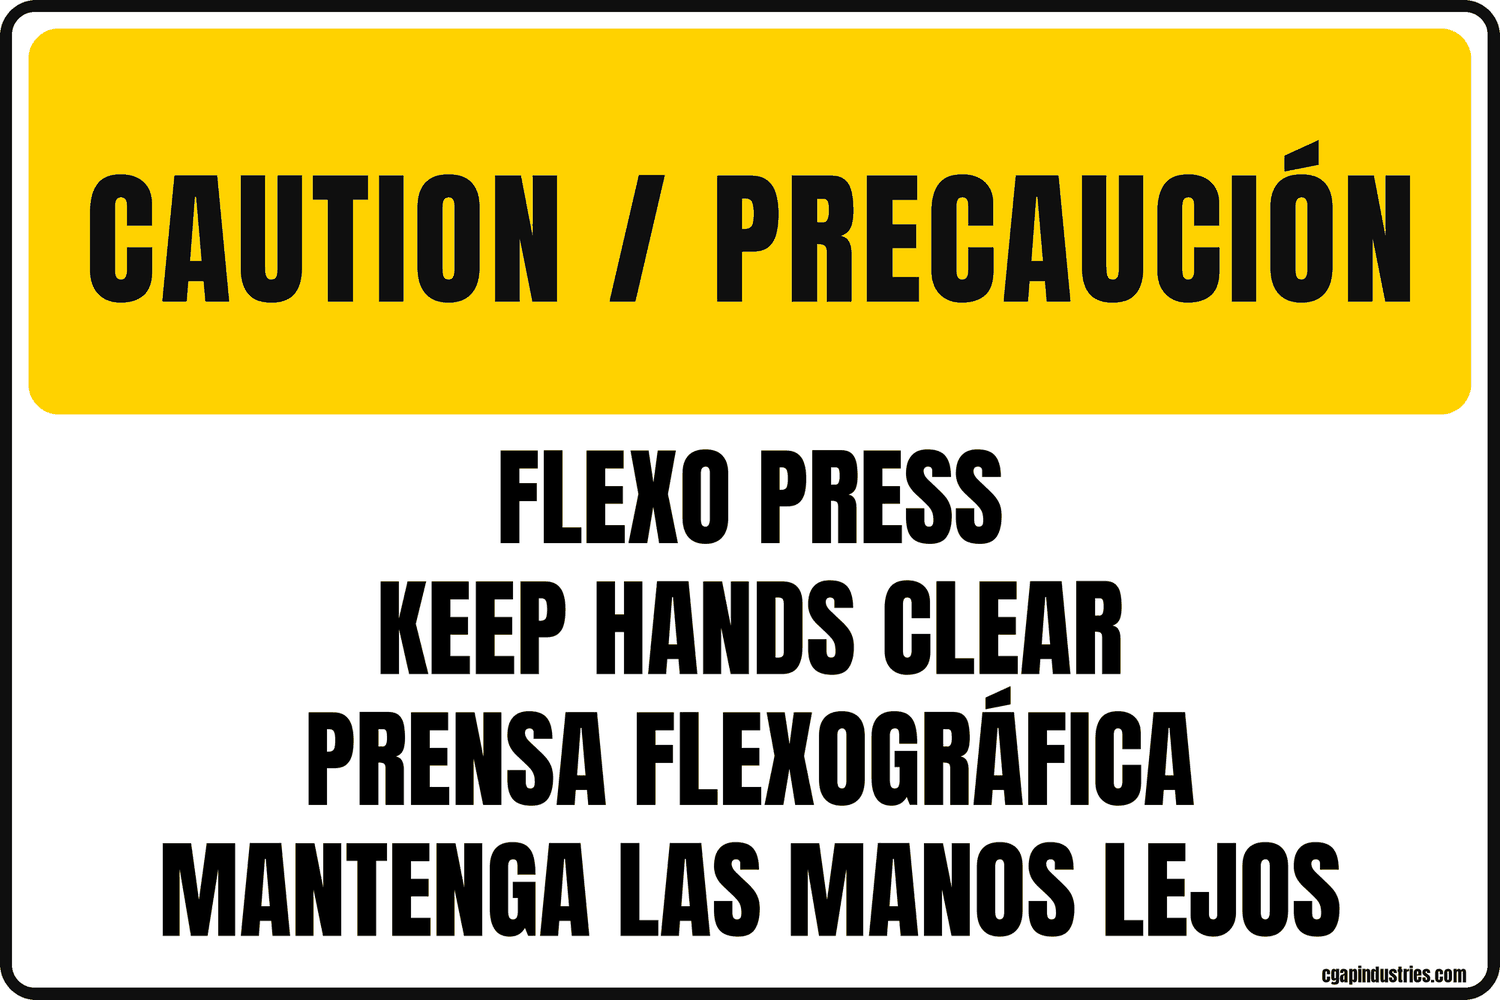 CAUTION / PRECAUCIÓN
FLEXO PRESS
KEEP HANDS CLEAR
PRENSA FLEXOGRÁFICA
MANTENGA LAS MANOS LEJOS
cgapindustries.com